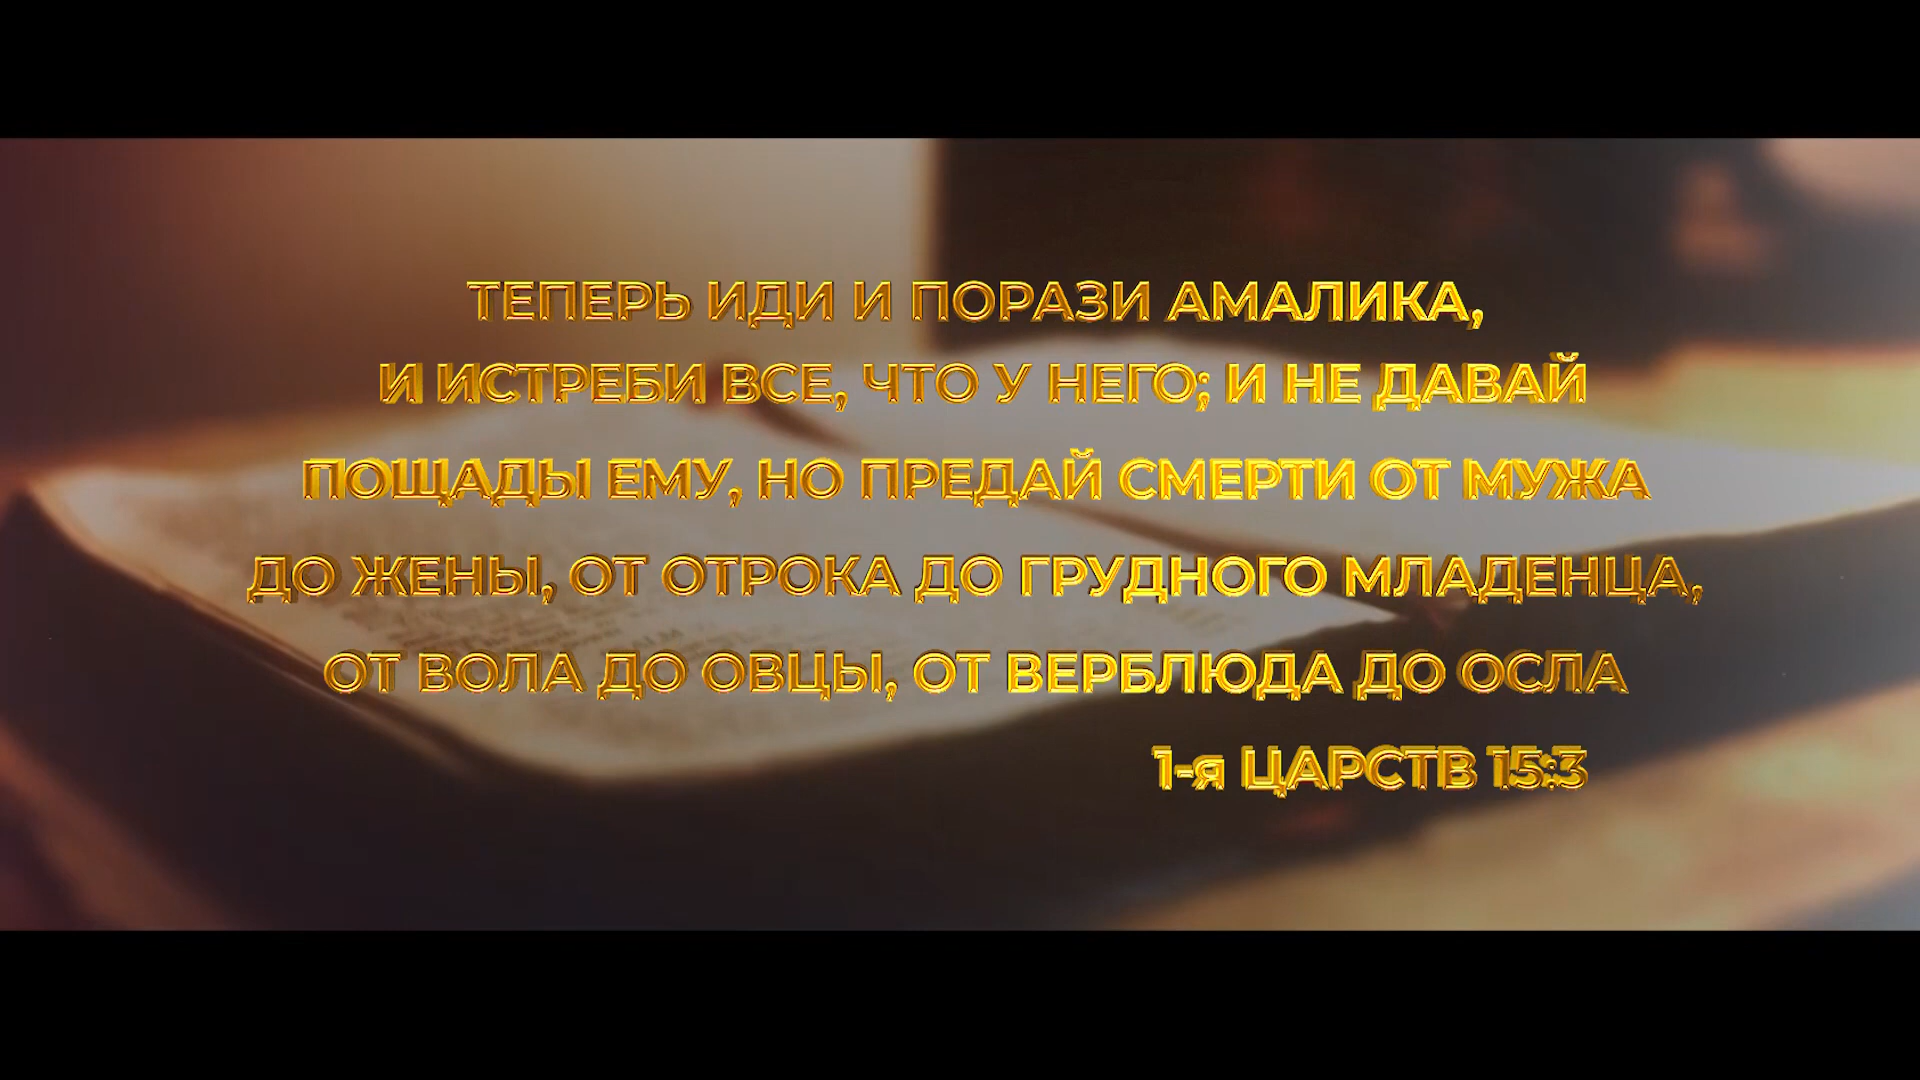 ТЕПЕРЬ ИДИ И ПОРАЗИ АМАЛИКА,
И ИСТРЕБИ ВСЕ, ЧТО У НЕГО; И НЕ ДАВАЙ
ПОЩАДЫ ЕМУ, НО ПРЕДАЙ СМЕРТИ ОТ МУЖА
ДО ЖЕНЫ, ОТ ОТРОКА ДО ГРУДНОГО МЛАДЕНЦА,
ОТ ВОЛА ДО ОВЦЫ, ОТ ВЕРБЛЮДА ДО ОСЛА
1-я ЦАРСТВ 15:3